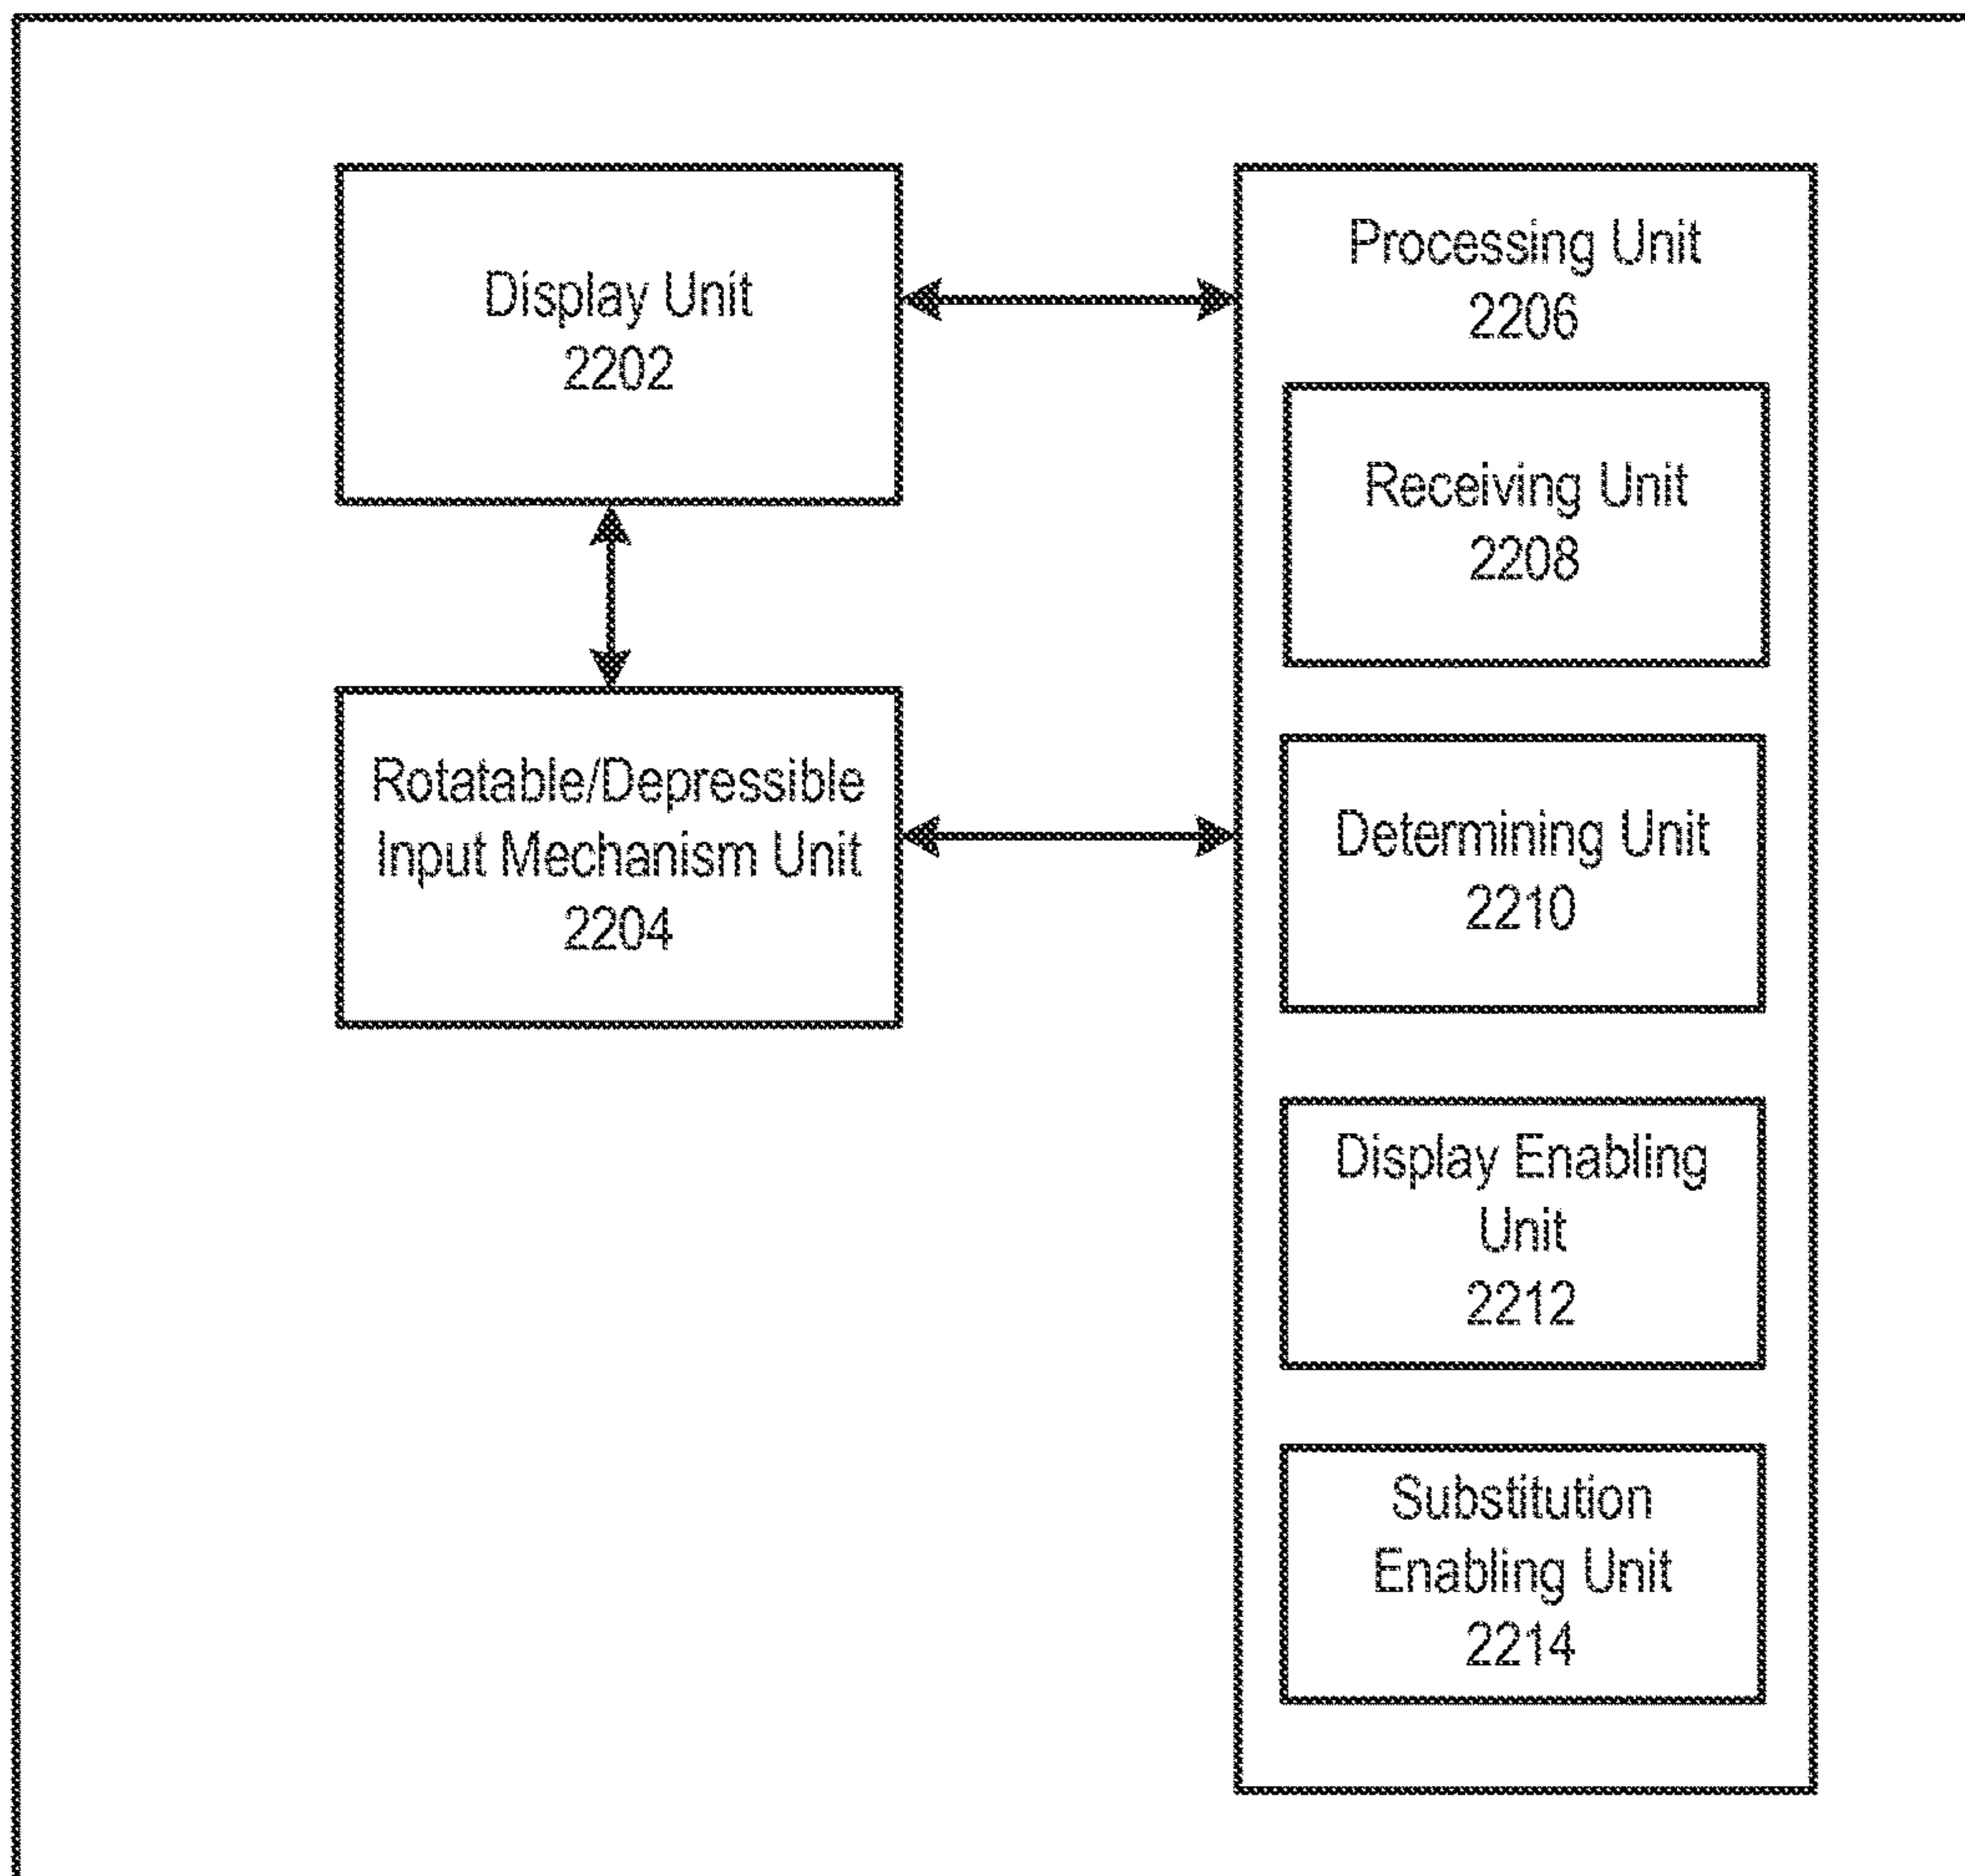 Display Unit
2202
Rotatable/Depressible
Input Mechanism Unit
2204
Processing Unit
2206
Receiving Unit
2208
Determining Unit
2210
Display Enabling
Unit
2212
Substitution
Enabling Unit
2214